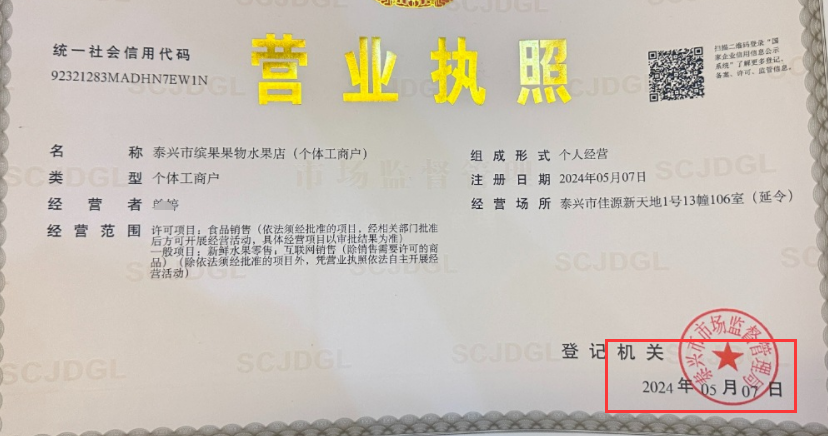 统一社会信用代码
92321283MADHN7EW1N
营业执照
扫描二维码登录“国
家企业信用信息公示
系统”了解更多登记、
备案、许可、监管信息。
名称 泰兴市缤果果物水果店（个体工商户）
类型 个体工商户
经营者
经营范围 许可项目：食品销售（依法须经批准的项目，经相关部门批准
后方可开展经营活动，具体经营项目以审批结果为准）
一般项目：新鲜水果零售；互联网销售（除销售需要许可的商
品）（除依法须经批准的项目外，凭营业执照依法自主开展经
营活动）
组成形式 个人经营
注册日期 2024年05月07日
经营场所 泰兴市佳源新天地1号13幢106室（延令）
登记机关
泰兴市市场监督管理局
2024年05月07日
SCJDGL
市场监督管理